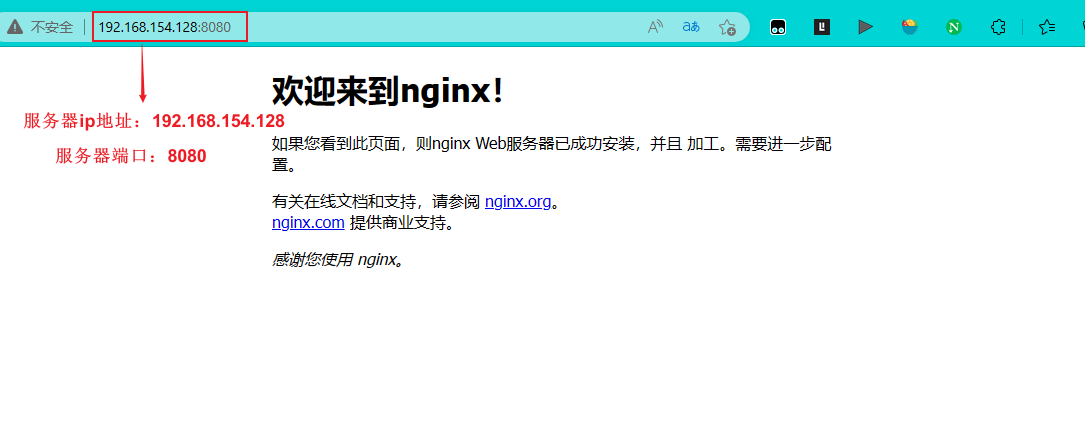 不安全 192.168.154.128:8080
欢迎来到nginx！
服务器ip地址：192.168.154.128
服务器端口：8080
如果您看到此页面，则nginx Web服务器已成功安装，并且 加工。需要进一步配
置。
有关在线文档和支持，请参阅 nginx.org。
nginx.com 提供商业支持。
感谢您使用 nginx。